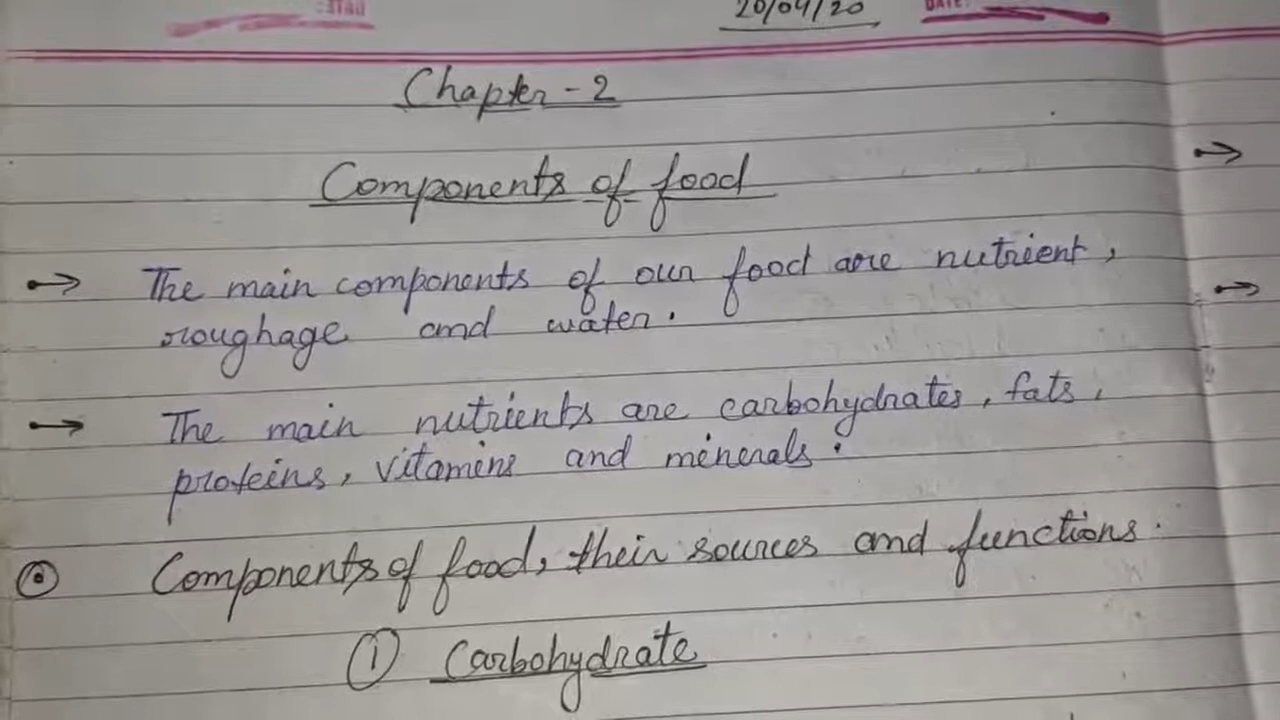 20/04/20
Chapter - 2
Components of food
→ The main components of our food are nutrient,
roughage and water.
→ The main nutrients are carbohydrates, fats,
proteins, vitamins and minerals.
Components of food, their sources and functions.
① Carbohydrate